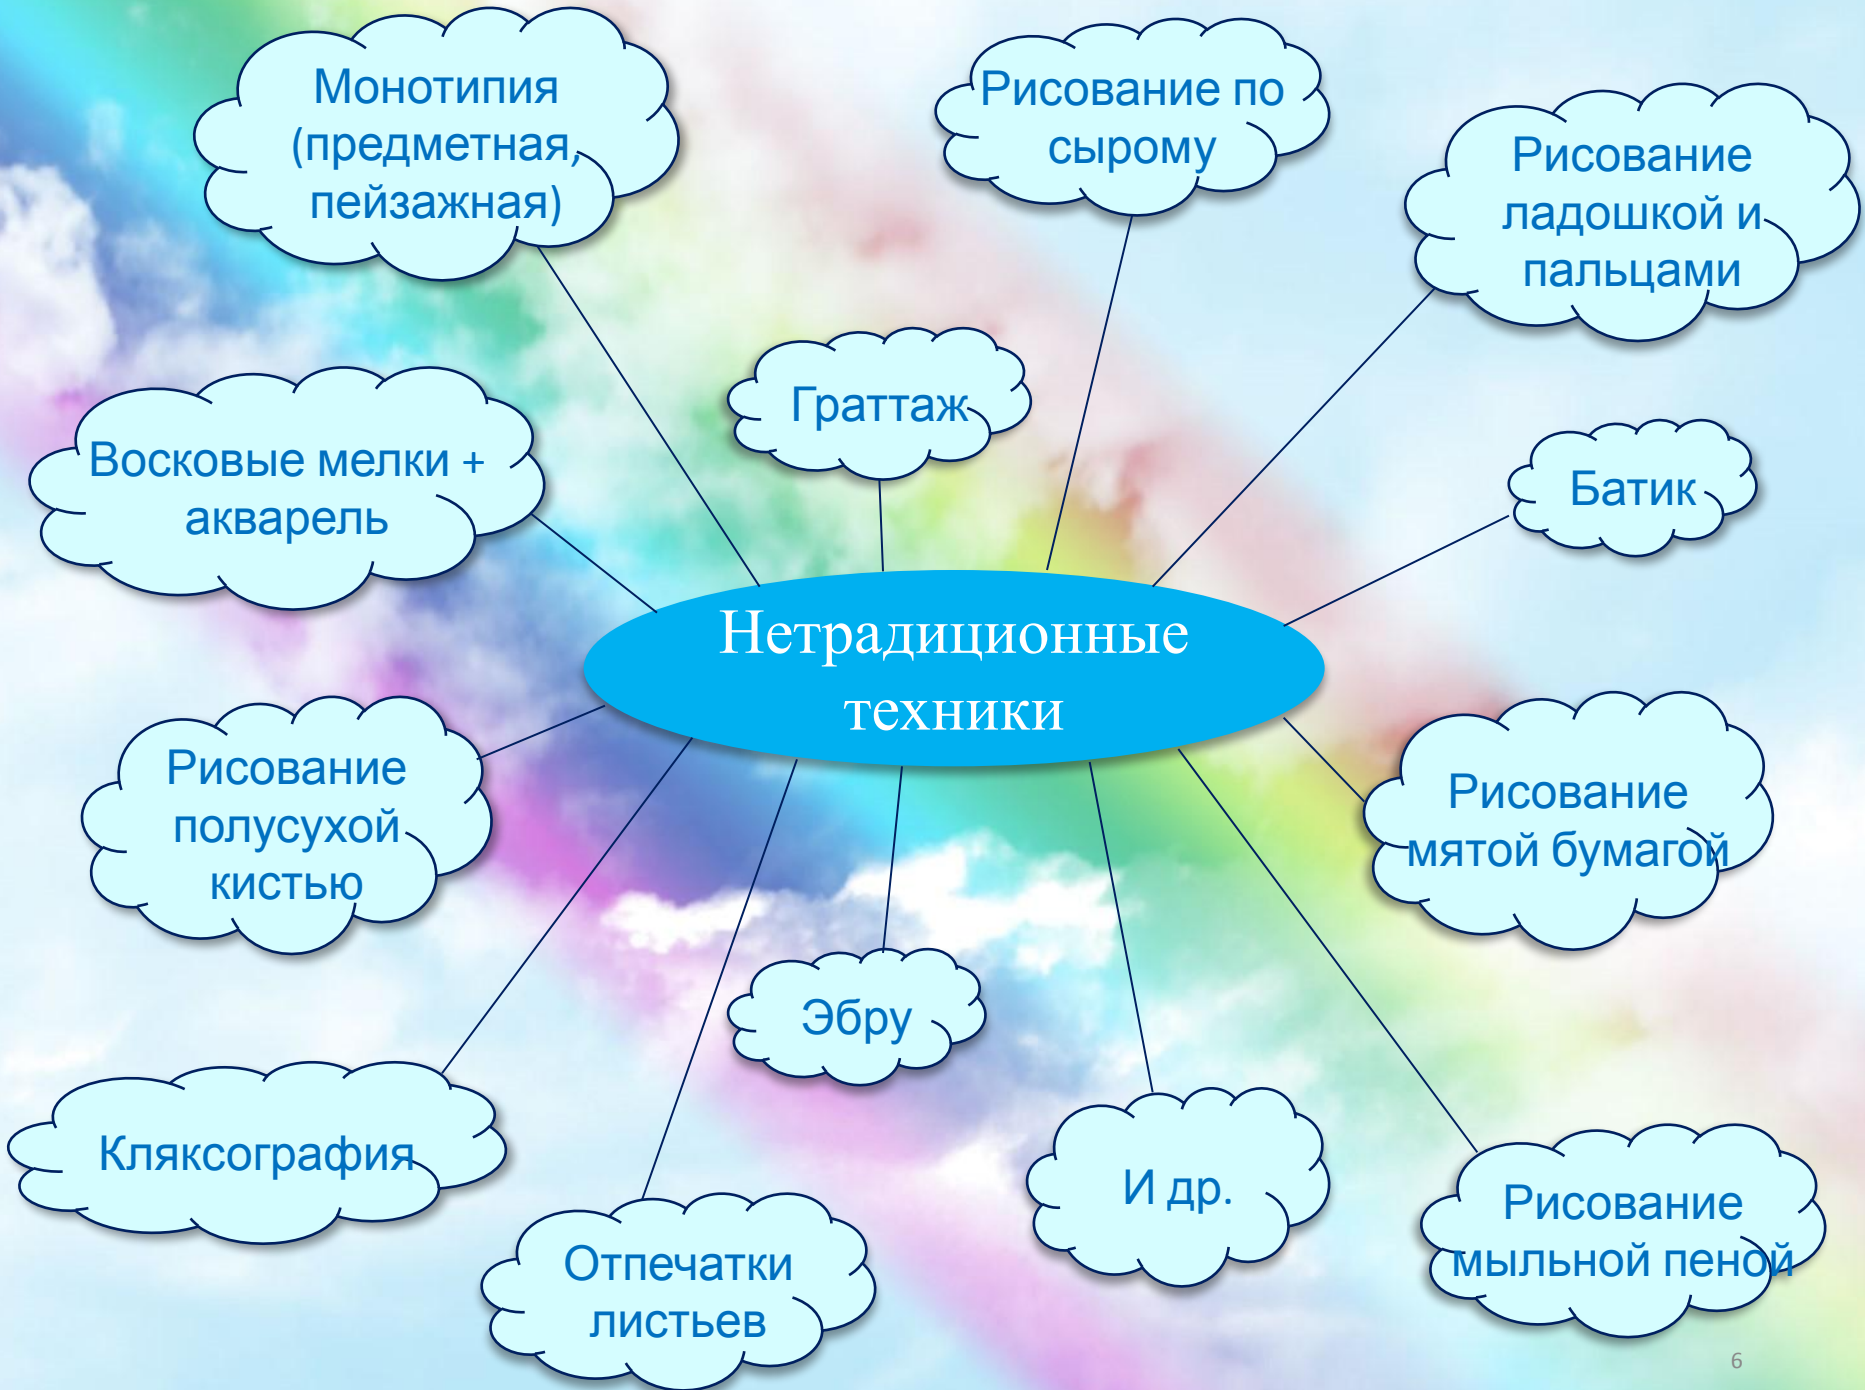 Монотипия
(предметная,
пейзажная)
Рисование по
сырому
Рисование
ладошкой и
пальцами
Граттаж
Восковые мелки +
акварель
Батик
Нетрадиционные
техники
Рисование
полусухой
кистью
Рисование
мятой бумагой
Эбру
Кляксография
И др.
Рисование
мыльной пеной
Отпечатки
листьев
6